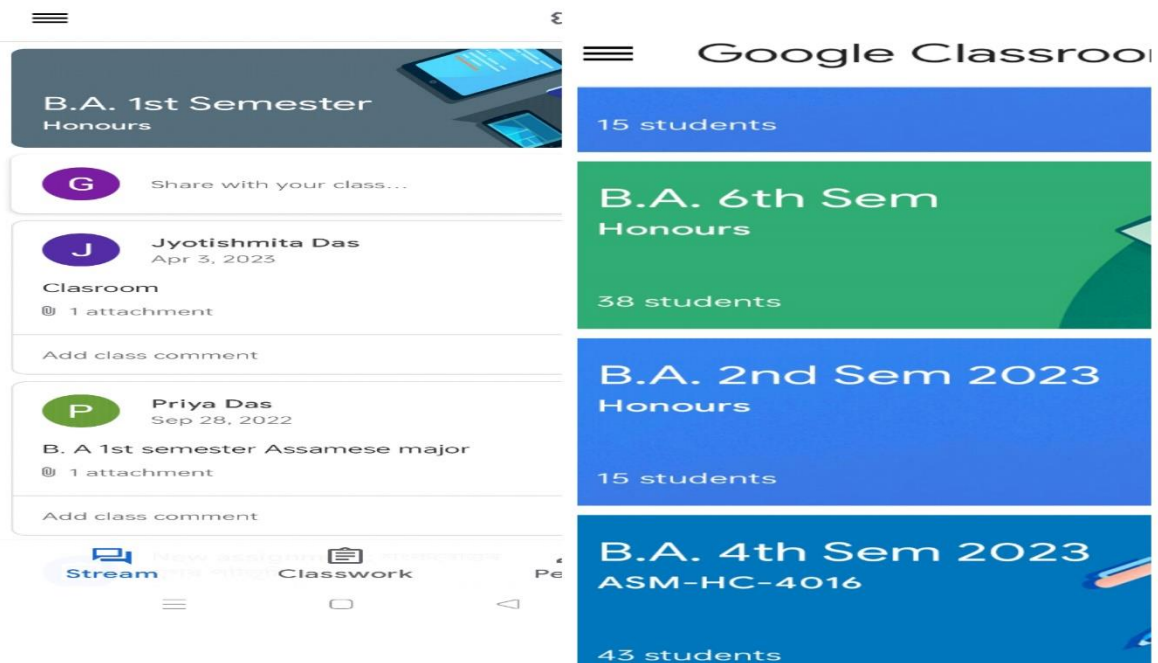 B.A. 1st Semester
Honours
G
Share with your class...
J
Jyotishmita Das
Apr 3, 2023
Clasroom
1 attachment
Add class comment
P
Priya Das
Sep 28, 2022
B. A 1st semester Assamese major
1 attachment
Add class comment
Stream
Classwork
Pe
Google Classroo
15 students
B.A. 6th Sem
Honours
38 students
B.A. 2nd Sem 2023
Honours
15 students
B.A. 4th Sem 2023
ASM-HC-4016
43 students